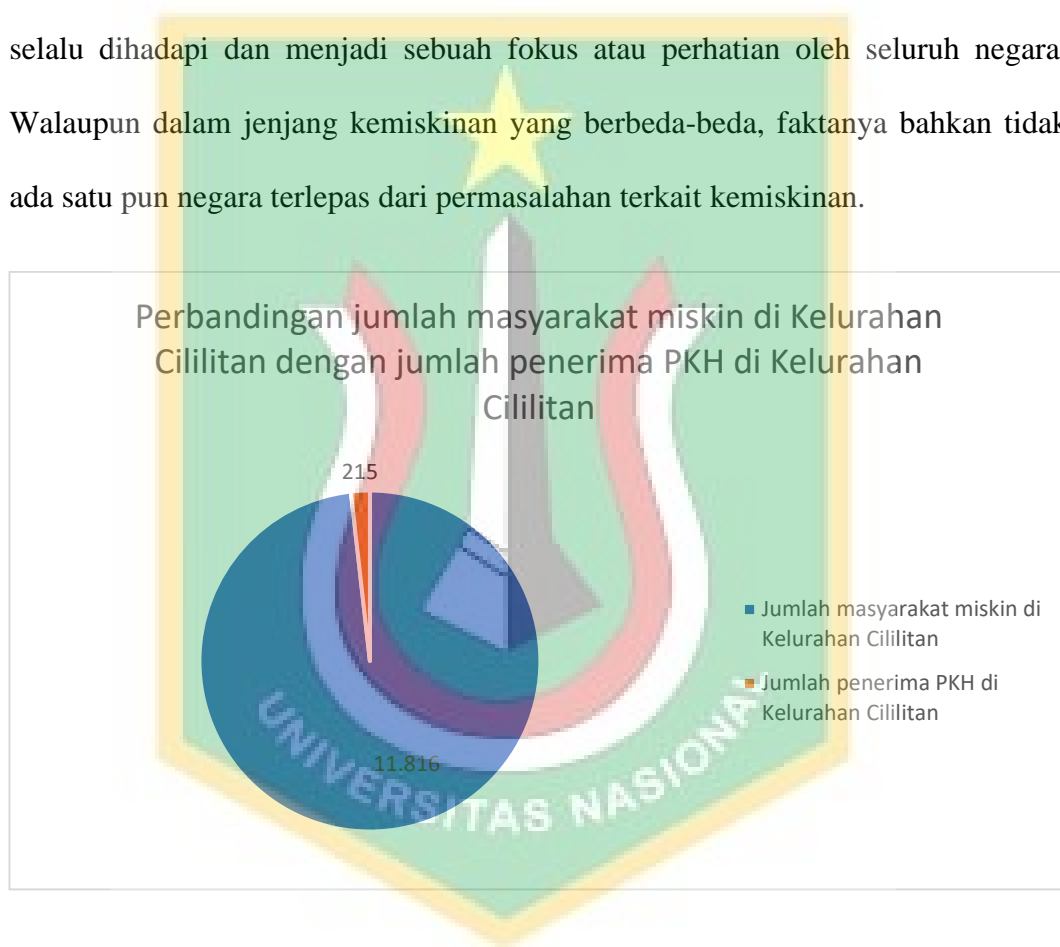 selalu dihadapi dan menjadi sebuah fokus atau perhatian oleh seluruh negara
Walaupun dalam jenjang kemiskinan yang berbeda-beda, faktanya bahkan tidak
ada satu pun negara terlepas dari permasalahan terkait kemiskinan.
Perbandingan jumlah masyarakat miskin di Kelurahan
Cililitan dengan jumlah penerima PKH di Kelurahan
Cililitan
215
11.816
Jumlah masyarakat miskin di
Kelurahan Cililitan
Jumlah penerima PKH di
Kelurahan Cililitan
UNIVERSITAS NASIONAL